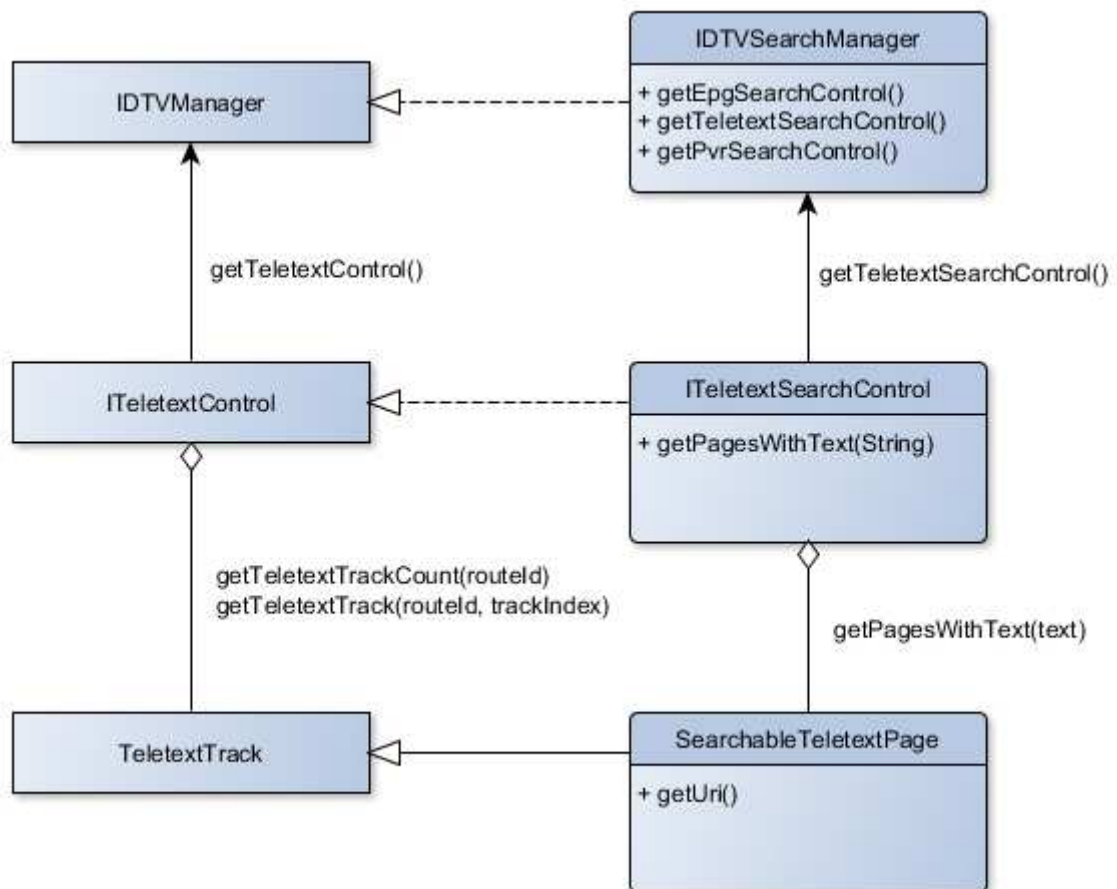 IDTVSearchManager
IDTVManager
+ getEpgSearchControl()
+ getTeletextSearchControl()
+ getPvrSearchControl()
getTeletextControl()
getTeletextSearchControl()
ITeletextControl
ITeletextSearchControl
+ getPagesWithText(String)
getTeletextTrackCount(routeId)
getTeletextTrack(routeId, trackIndex)
getPagesWithText(text)
TeletextTrack
SearchableTeletextPage
+ getUri()